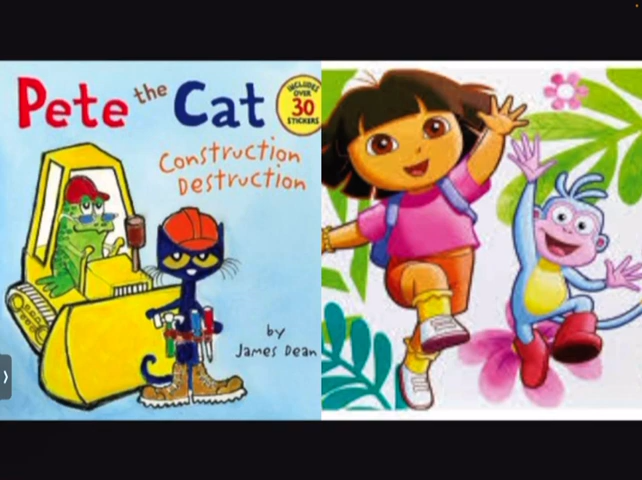 Pete the Cat
INCLUDES
OVER
30
STICKERS
Construction
Destruction
by
James Dean